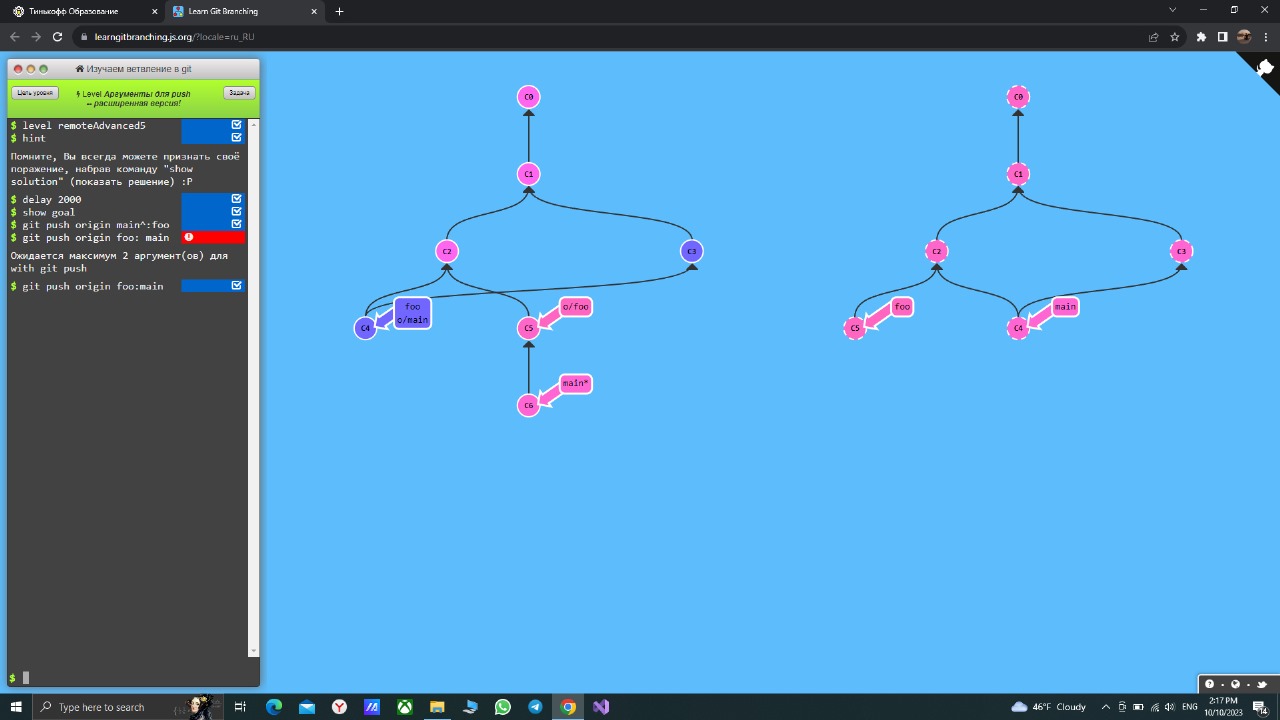 Тинькофф Образование
Learn Git Branching
learngitbranching.js.org/?locale=ru_RU
Изучаем ветвление в git
Цель уровня
Level Аргументы для push
-- расширенная версия!
Задача
$ level remoteAdvanced5
$ hint
Помните, Вы всегда можете признать своё
поражение, набрав команду "show
solution" (показать решение) :P
$ delay 2000
$ show goal
$ git push origin main^:foo
$ git push origin foo: main
Ожидается максимум 2 аргумент(ов) для
with git push
$ git push origin foo:main
$
C0
C1
C2
C3
foo
o/main
C4
o/foo
C5
main*
C6
C0
C1
C2
C3
foo
C5
main
C4
Type here to search
46°F Cloudy
ENG
2:17 PM
10/10/2023
14